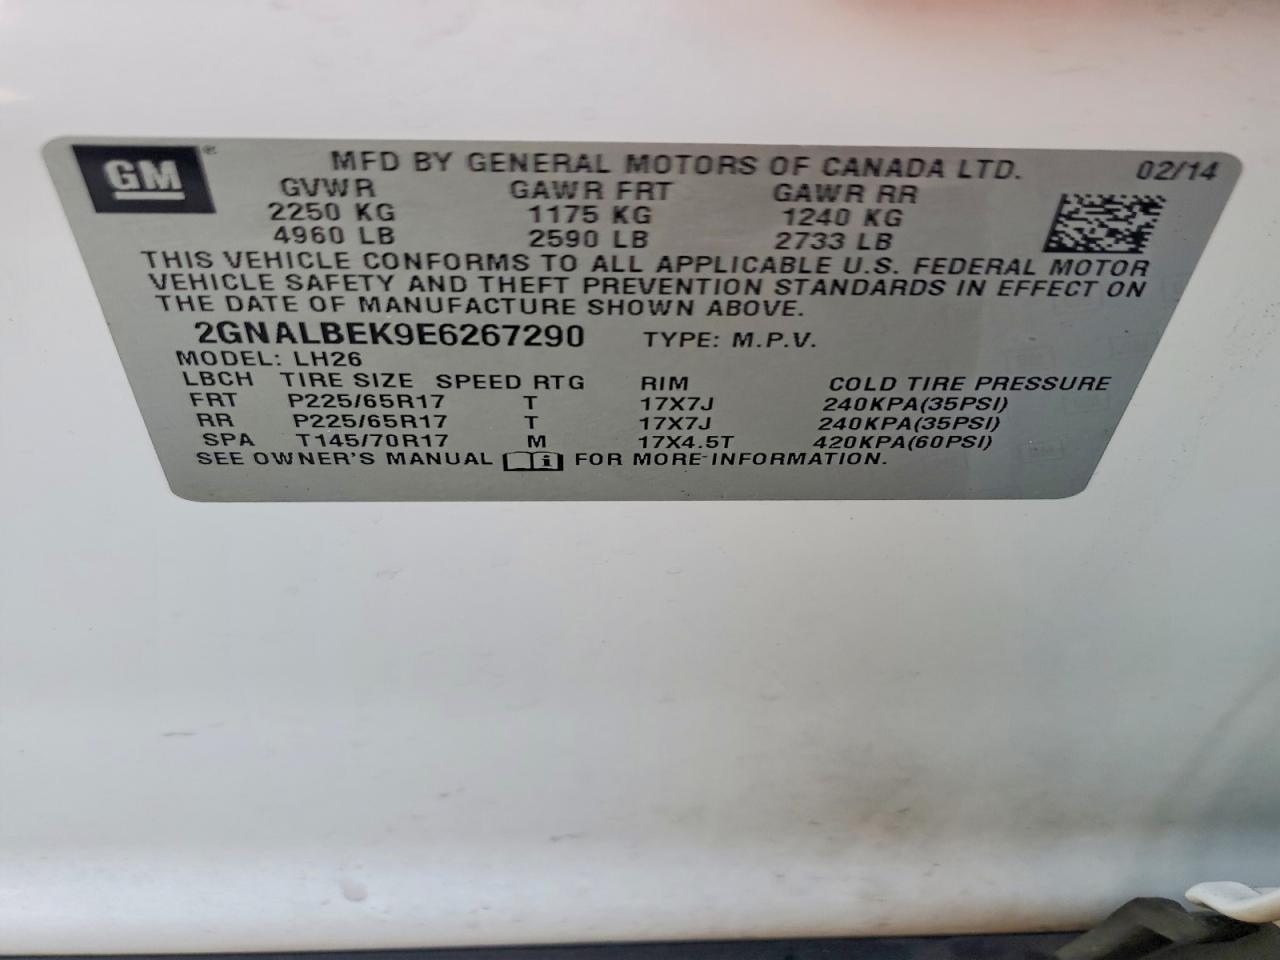 GM® MFD BY GENERAL MOTORS OF CANADA LTD. 02/14
GVWR GAWR FRT GAWR RR
2250 KG 1175 KG 1240 KG
4960 LB 2590 LB 2733 LB
THIS VEHICLE CONFORMS TO ALL APPLICABLE U.S. FEDERAL MOTOR
VEHICLE SAFETY AND THEFT PREVENTION STANDARDS IN EFFECT ON
THE DATE OF MANUFACTURE SHOWN ABOVE.
2GNALBEK9E6267290 TYPE: M.P.V.
MODEL: LH26
LBCH TIRE SIZE SPEED RTG RIM COLD TIRE PRESSURE
FRT P225/65R17 T 17X7J 240KPA(35PSI)
RR P225/65R17 T 17X7J 240KPA(35PSI)
SPA T145/70R17 M 17X4.5T 420KPA(60PSI)
SEE OWNER'S MANUAL i FOR MORE INFORMATION.